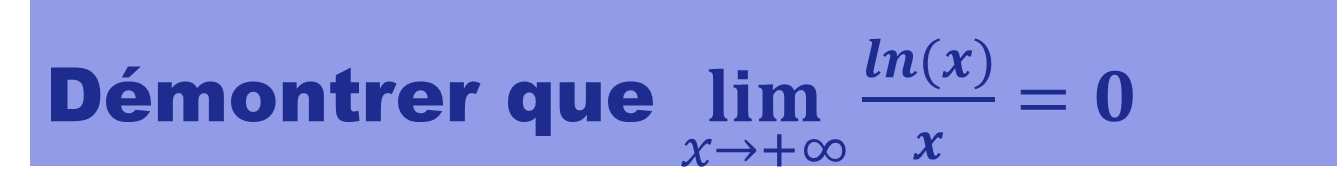 Démontrer que lim_{x→+∞} ln(x)/x = 0